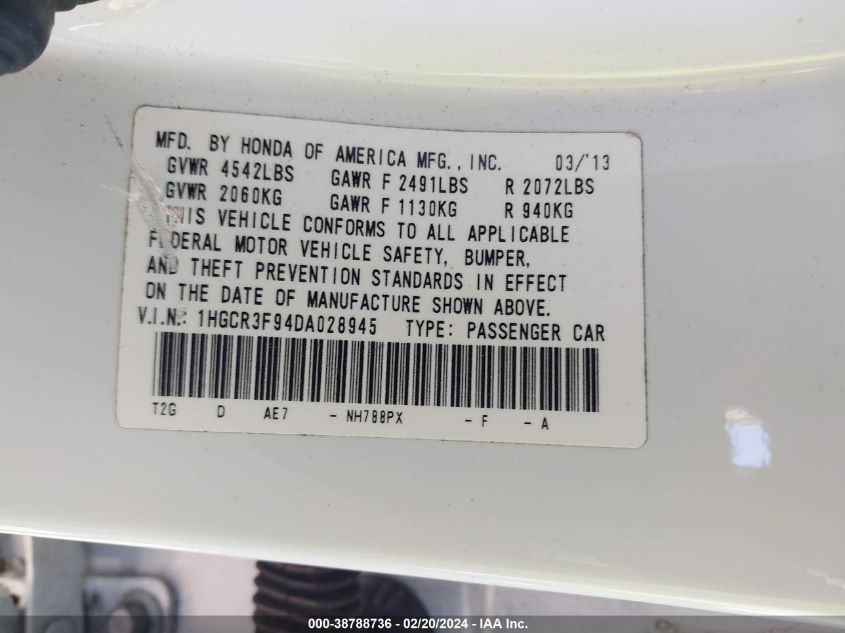 MFD. BY HONDA OF AMERICA MFG., INC. 03/'13
GVWR 4542LBS GAWR F 2491LBS R 2072LBS
GVWR 2060KG GAWR F 1130KG R 940KG
THIS VEHICLE CONFORMS TO ALL APPLICABLE
FEDERAL MOTOR VEHICLE SAFETY, BUMPER,
AND THEFT PREVENTION STANDARDS IN EFFECT
ON THE DATE OF MANUFACTURE SHOWN ABOVE.
V.I.N.: 1HGCR3F94DA028945 TYPE: PASSENGER CAR
T2G D AE7 - NH788PX - F - A
000-38788736 - 02/20/2024 - IAA Inc.